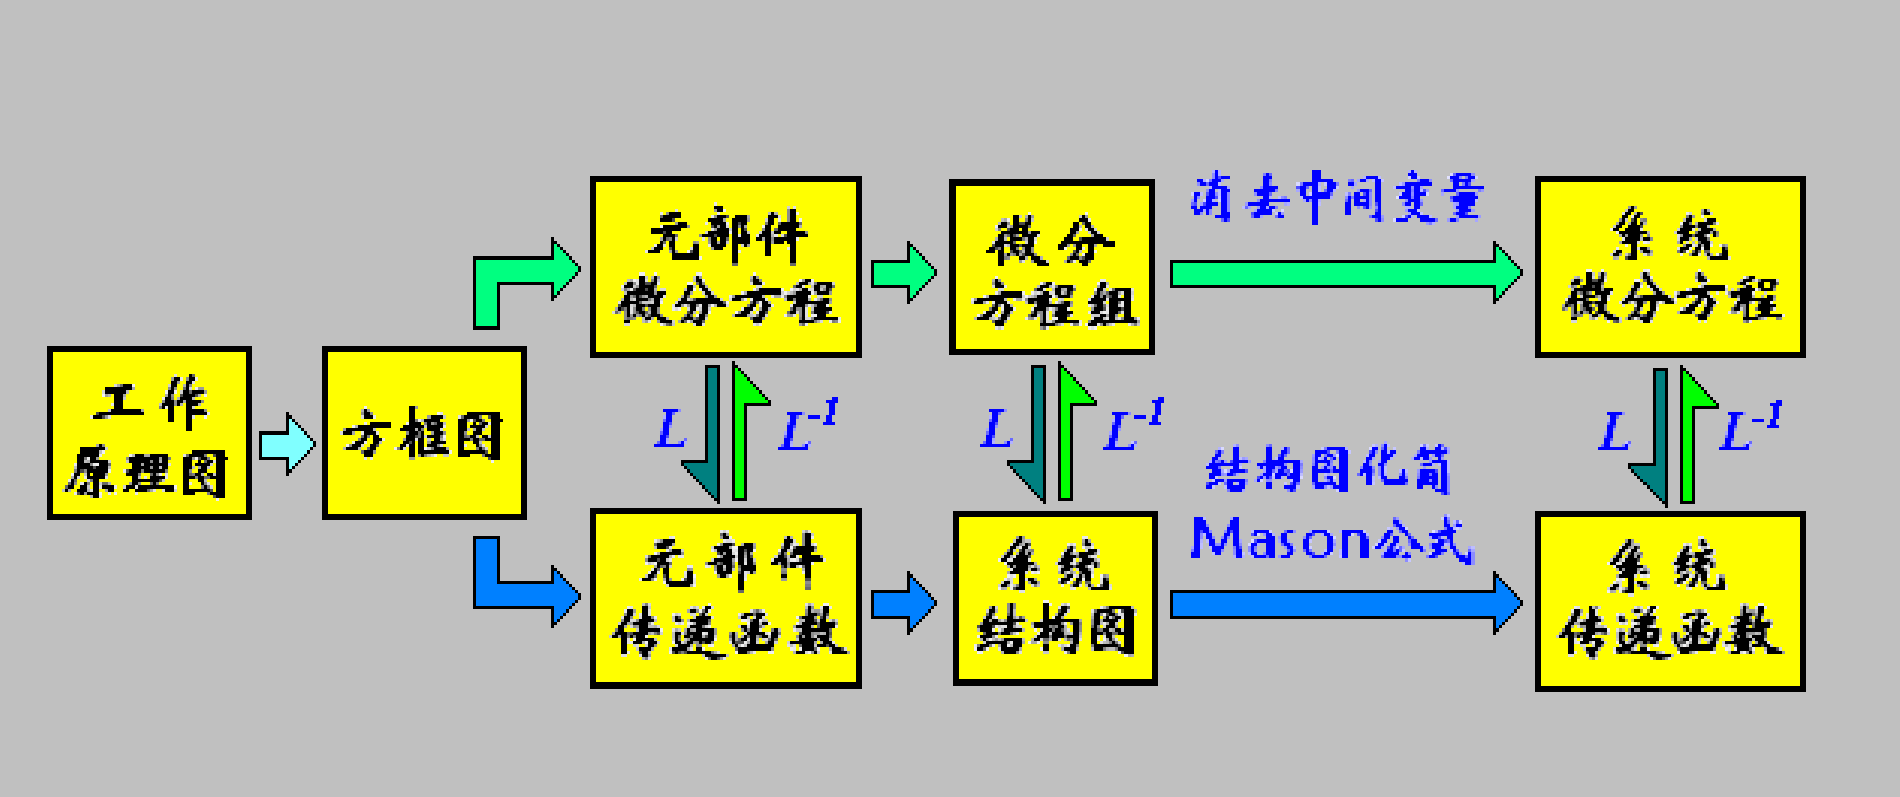 元部件
微分方程
微分
方程组
消去中间变量
系统
微分方程
工作
原理图
方框图
L
L⁻¹
L
L⁻¹
L
L⁻¹
结构图化简
Mason公式
元部件
传递函数
系统
结构图
系统
传递函数